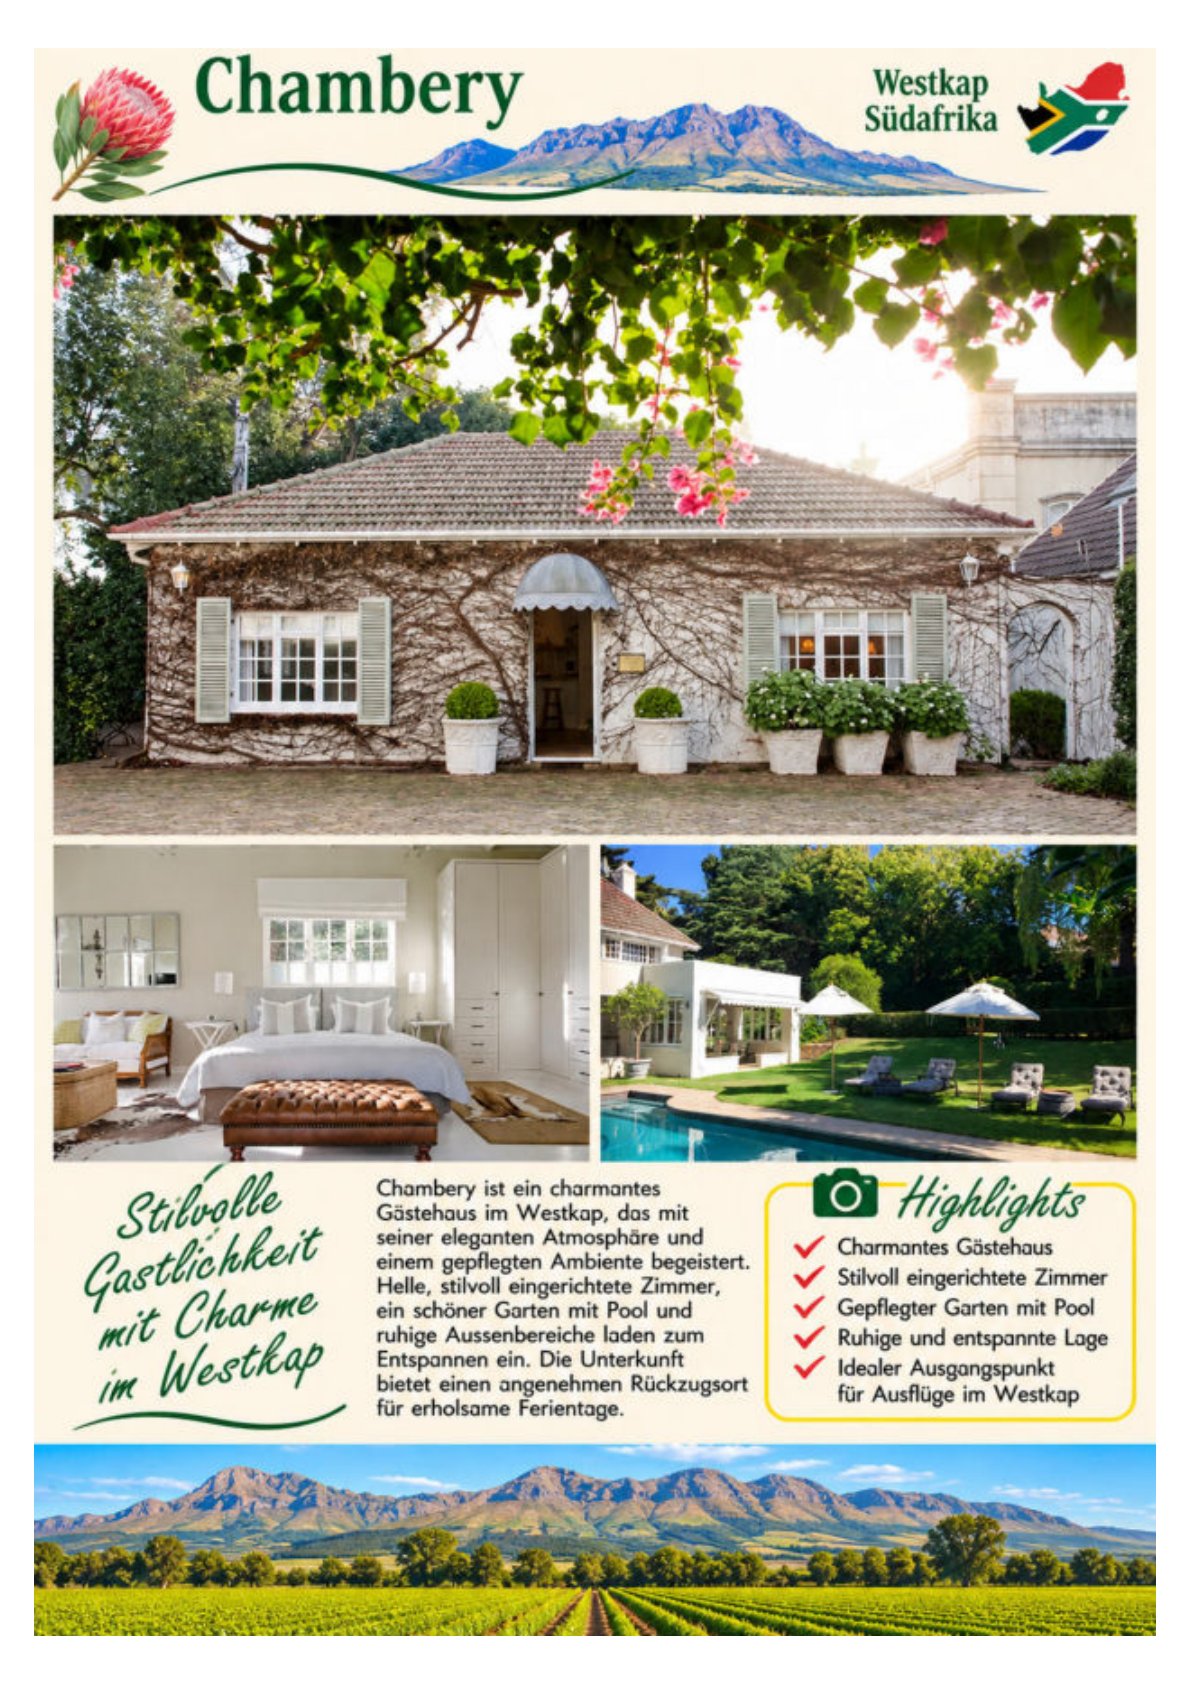 Chambery
Westkap
Südafrika
Stilvolle
Gastlichkeit
mit Charme
im Westkap
Chambery ist ein charmantes
Gästehaus im Westkap, das mit
seiner eleganten Atmosphäre und
einem gepflegten Ambiente begeistert.
Helle, stilvoll eingerichtete Zimmer,
ein schöner Garten mit Pool und
ruhige Aussenbereiche laden zum
Entspannen ein. Die Unterkunft
bietet einen angenehmen Rückzugsort
für erholsame Ferientage.
Highlights
Charmantes Gästehaus
Stilvoll eingerichtete Zimmer
Gepflegter Garten mit Pool
Ruhige und entspannte Lage
Idealer Ausgangspunkt
für Ausflüge im Westkap